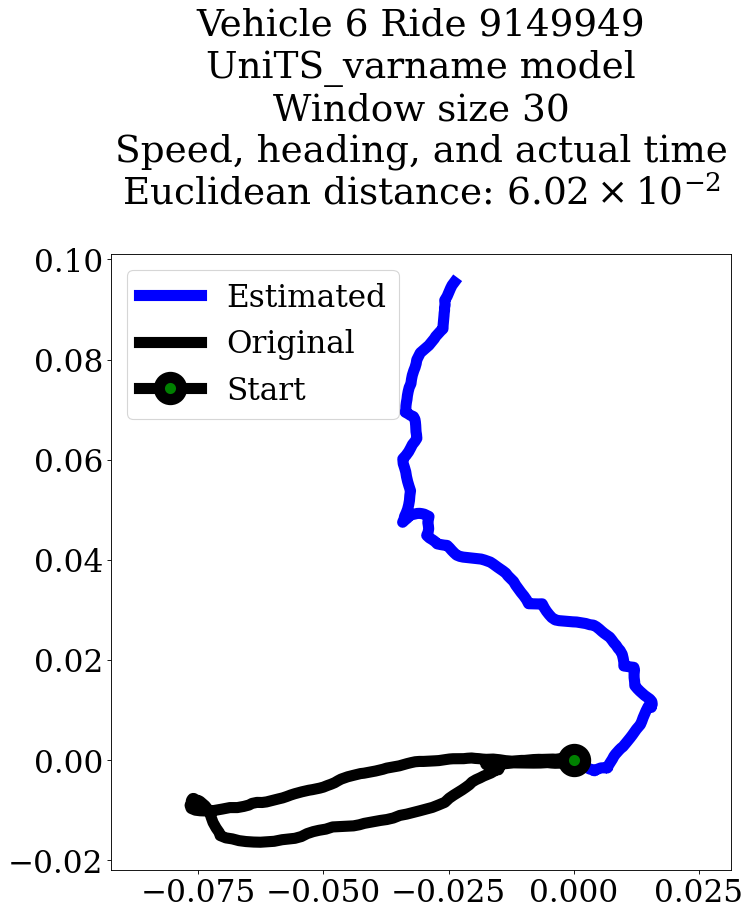 Vehicle 6 Ride 9149949
UniTS_varname model
Window size 30
Speed, heading, and actual time
Euclidean distance: 6.02 × 10⁻²
0.10
0.08
0.06
0.04
0.02
0.00
−0.02
Estimated
Original
Start
−0.075 −0.050 −0.025 0.000 0.025